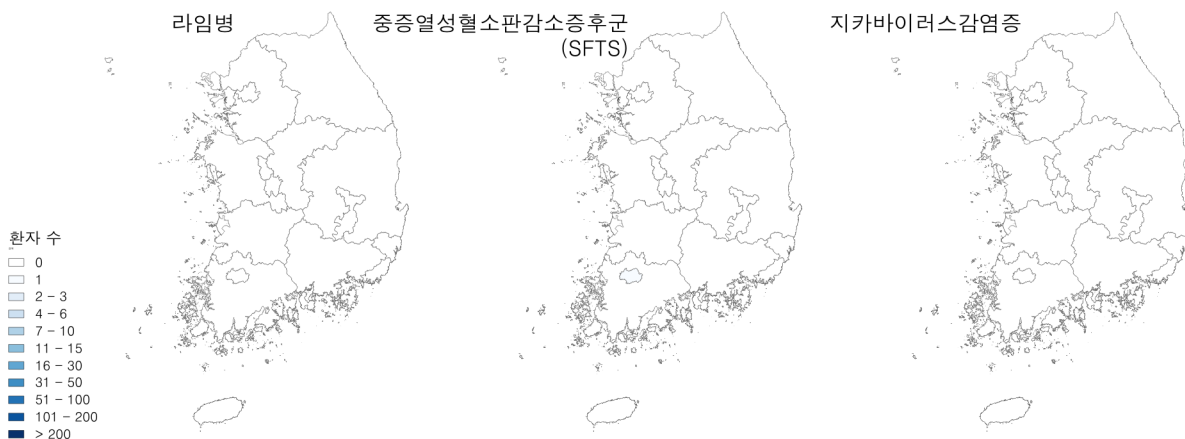 라임병
중증열성혈소판감소증후군
(SFTS)
지카바이러스감염증
환자 수
0
1
2 - 3
4 - 6
7 - 10
11 - 15
16 - 30
31 - 50
51 - 100
101 - 200
> 200